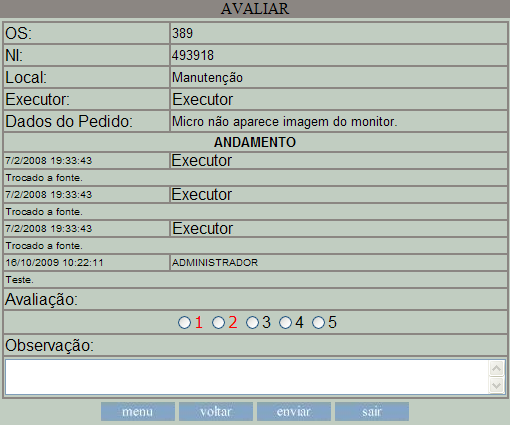 AVALIAR
OS: 389
NI: 493918
Local: Manutenção
Executor: Executor
Dados do Pedido: Micro não aparece imagem do monitor.
ANDAMENTO
7/2/2008 19:33:43 Executor
Trocado a fonte.
7/2/2008 19:33:43 Executor
Trocado a fonte.
7/2/2008 19:33:43 Executor
Trocado a fonte.
16/10/2009 10:22:11 ADMINISTRADOR
Teste.
Avaliação:
1 2 3 4 5
Observação:
menu voltar enviar sair